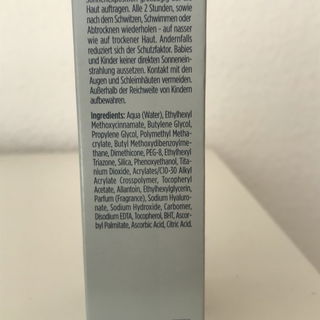 Sonnenexposition großzügig auf die
Haut auftragen. Alle 2 Stunden, sowie
nach dem Schwitzen, Schwimmen oder
Abtrocknen wiederholen - auf nasser
wie auf trockener Haut. Andernfalls
reduziert sich der Schutzfaktor. Babies
und Kinder keiner direkten Sonnenein-
strahlung aussetzen. Kontakt mit den
Augen und Schleimhäuten vermeiden.
Außerhalb der Reichweite von Kindern
aufbewahren.
Ingredients: Aqua (Water), Ethylhexyl
Methoxycinnamate, Butylene Glycol,
Propylene Glycol, Polymethyl Metha-
crylate, Butyl Methoxydibenzoylme-
thane, Dimethicone, PEG-8, Ethylhexyl
Triazone, Silica, Phenoxyethanol, Tita-
nium Dioxide, Acrylates/C10-30 Alkyl
Acrylate Crosspolymer, Tocopheryl
Acetate, Allantoin, Ethylhexylglycerin,
Parfum (Fragrance), Sodium Hyaluro-
nate, Sodium Hydroxide, Carbomer,
Disodium EDTA, Tocopherol, BHT, Ascor-
byl Palmitate, Ascorbic Acid, Citric Acid.